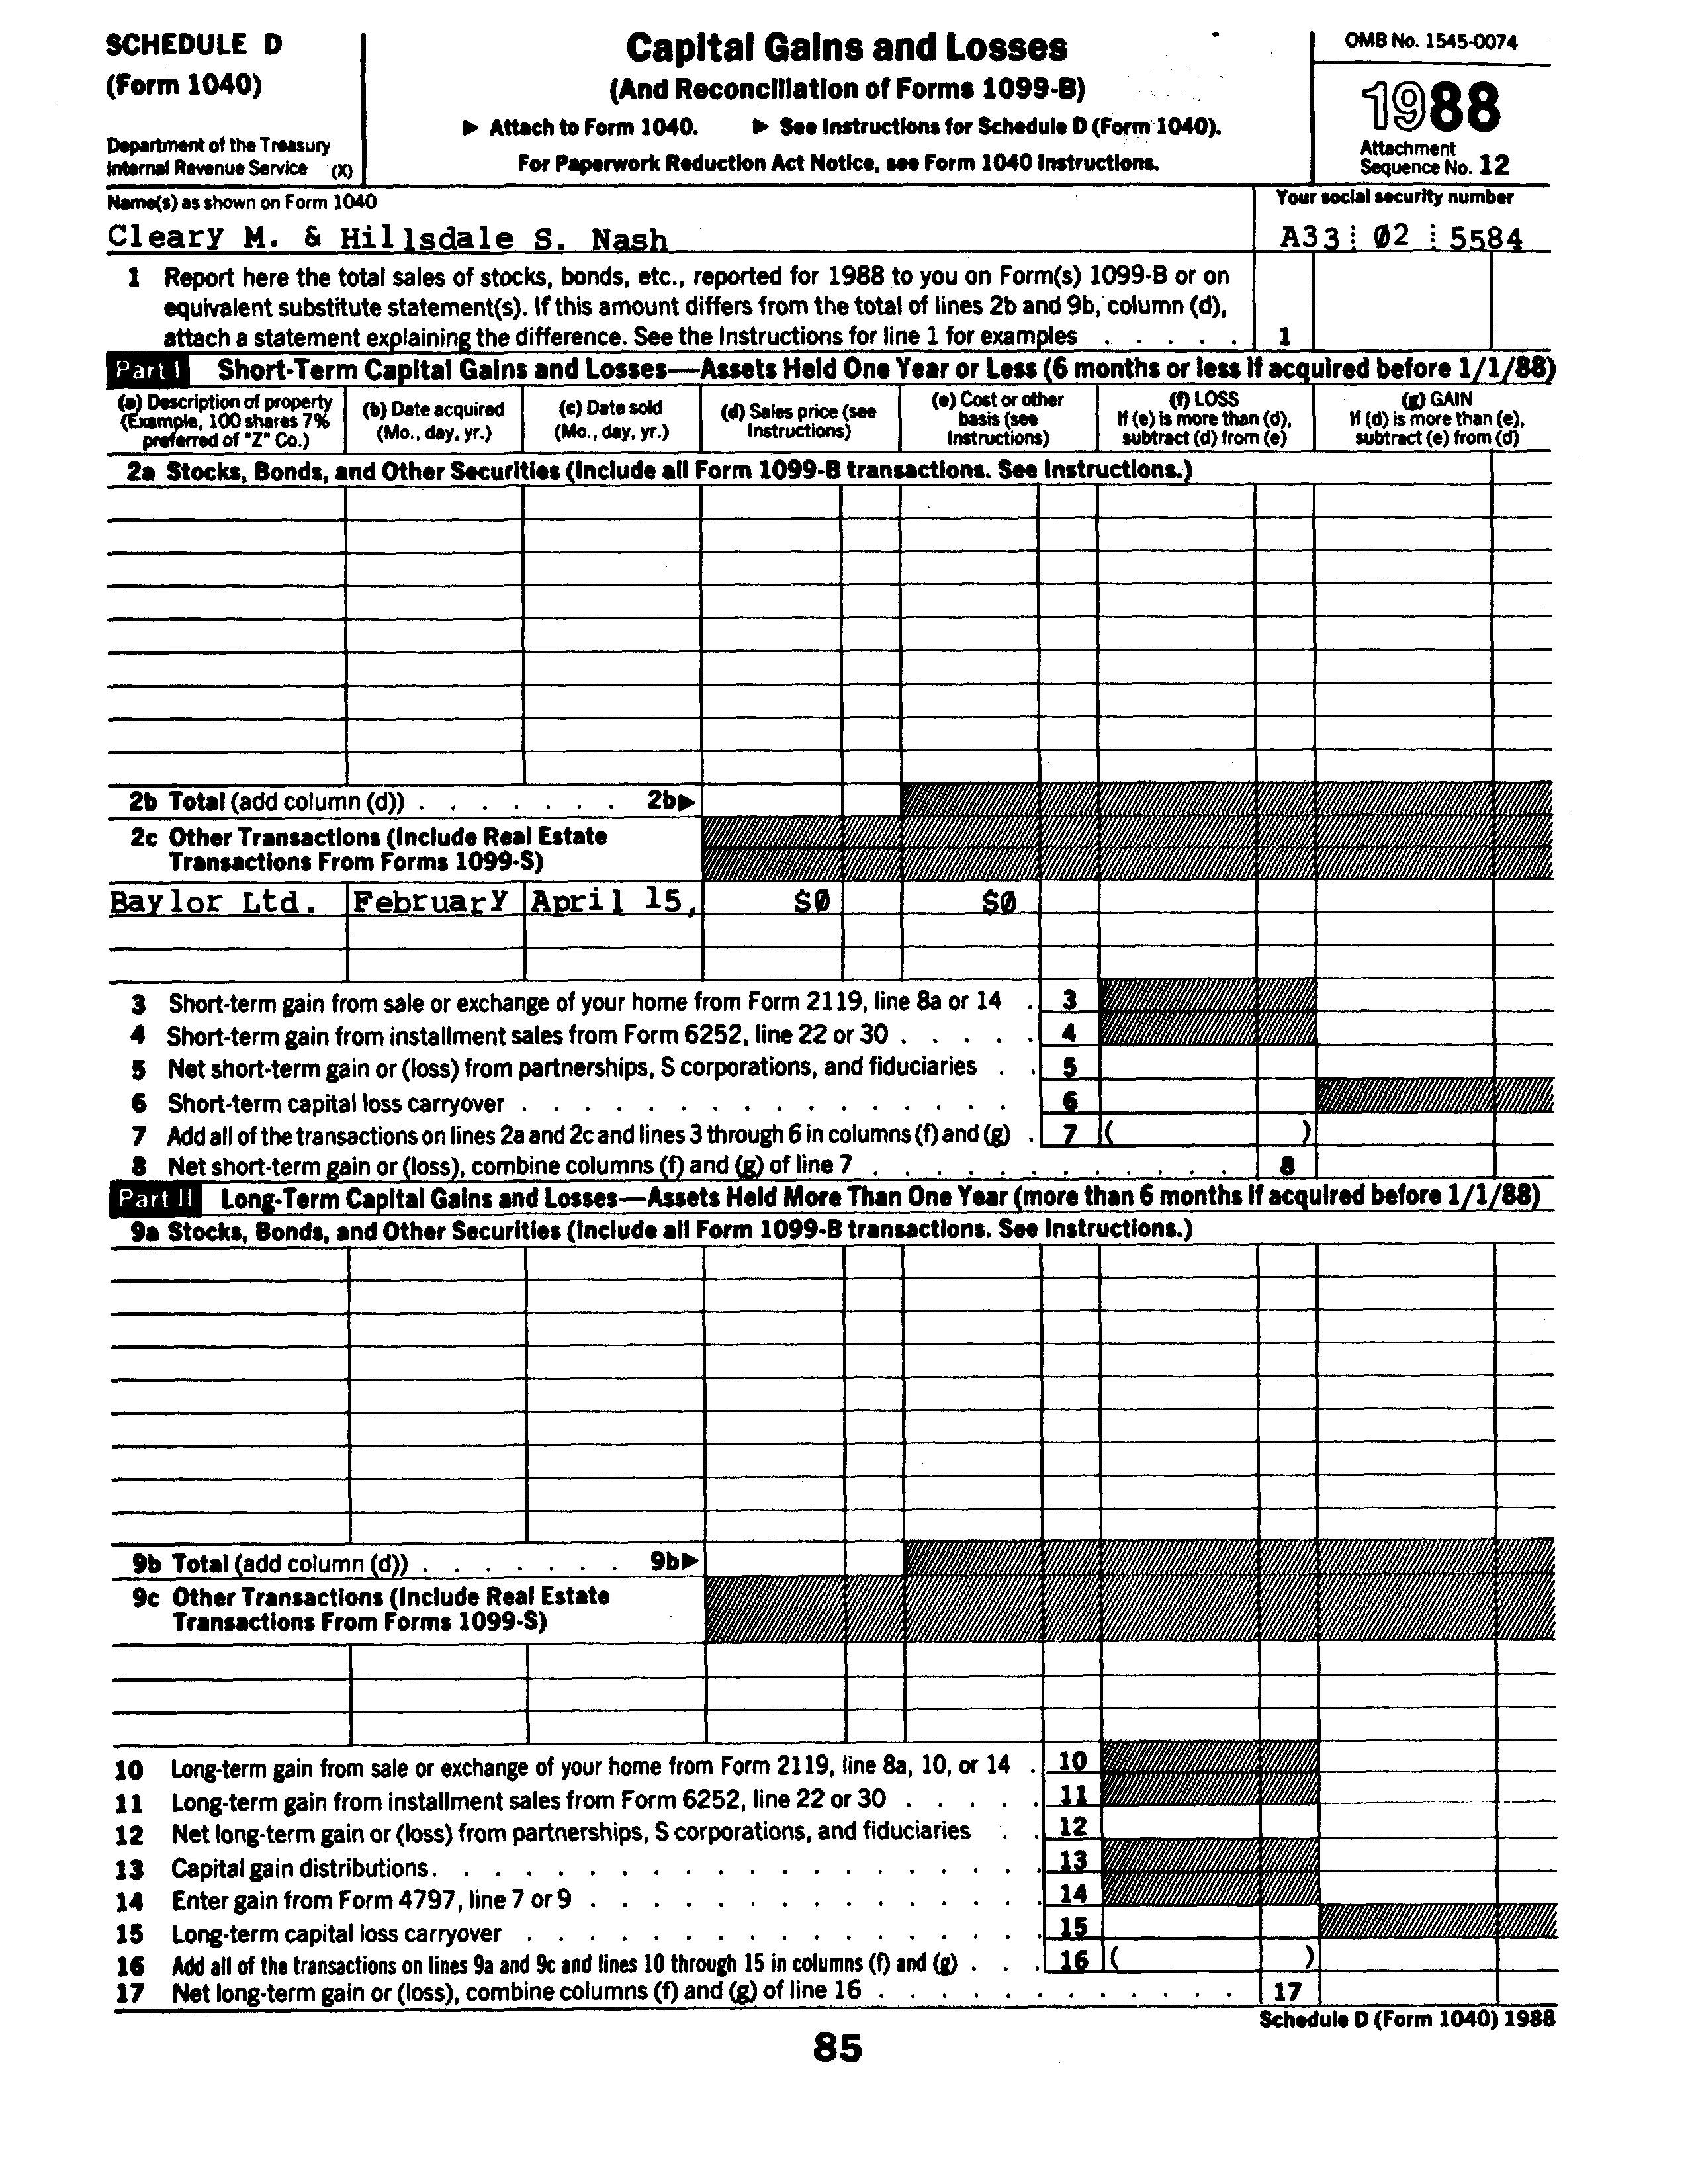 SCHEDULE D
(Form 1040)
Department of the Treasury
Internal Revenue Service (X)
Capital Gains and Losses
(And Reconciliation of Forms 1099-B)
▶ Attach to Form 1040. ▶ See Instructions for Schedule D (Form 1040).
For Paperwork Reduction Act Notice, see Form 1040 Instructions.
OMB No. 1545-0074
1988
Attachment
Sequence No. 12
Name(s) as shown on Form 1040
Your social security number
Cleary M. & Hillsdale S. Nash
A33 02 5584
1 Report here the total sales of stocks, bonds, etc., reported for 1988 to you on Form(s) 1099-B or on
equivalent substitute statement(s). If this amount differs from the total of lines 2b and 9b, column (d),
attach a statement explaining the difference. See the Instructions for line 1 for examples . . . . . 1
Part I Short-Term Capital Gains and Losses—Assets Held One Year or Less (6 months or less if acquired before 1/1/88)
(a) Description of property
(Example, 100 shares 7%
preferred of "Z" Co.)
(b) Date acquired
(Mo., day, yr.)
(c) Date sold
(Mo., day, yr.)
(d) Sales price (see
Instructions)
(e) Cost or other
basis (see
Instructions)
(f) LOSS
If (e) is more than (d),
subtract (d) from (e)
(g) GAIN
If (d) is more than (e),
subtract (e) from (d)
2a Stocks, Bonds, and Other Securities (Include all Form 1099-B transactions. See Instructions.)
2b Total (add column (d)) . . . . . . . 2b▶
2c Other Transactions (Include Real Estate
Transactions From Forms 1099-S)
Baylor Ltd. February April 15, $0 $0
3 Short-term gain from sale or exchange of your home from Form 2119, line 8a or 14 . 3
4 Short-term gain from installment sales from Form 6252, line 22 or 30 . . . . . . 4
5 Net short-term gain or (loss) from partnerships, S corporations, and fiduciaries . . 5
6 Short-term capital loss carryover . . . . . . . . . . . . . . . . 6
7 Add all of the transactions on lines 2a and 2c and lines 3 through 6 in columns (f) and (g) . 7 ( )
8 Net short-term gain or (loss), combine columns (f) and (g) of line 7 . . . . . . . . . . . . 8
Part II Long-Term Capital Gains and Losses—Assets Held More Than One Year (more than 6 months if acquired before 1/1/88)
9a Stocks, Bonds, and Other Securities (Include all Form 1099-B transactions. See Instructions.)
9b Total (add column (d)) . . . . . . . 9b▶
9c Other Transactions (Include Real Estate
Transactions From Forms 1099-S)
10 Long-term gain from sale or exchange of your home from Form 2119, line 8a, 10, or 14 . 10
11 Long-term gain from installment sales from Form 6252, line 22 or 30 . . . . . . 11
12 Net long-term gain or (loss) from partnerships, S corporations, and fiduciaries . . 12
13 Capital gain distributions. . . . . . . . . . . . . . . . . . . 13
14 Enter gain from Form 4797, line 7 or 9 . . . . . . . . . . . . . . 14
15 Long-term capital loss carryover . . . . . . . . . . . . . . . . . 15
16 Add all of the transactions on lines 9a and 9c and lines 10 through 15 in columns (f) and (g) . . . 16 ( )
17 Net long-term gain or (loss), combine columns (f) and (g) of line 16 . . . . . . . . . . . . 17
Schedule D (Form 1040) 1988
85